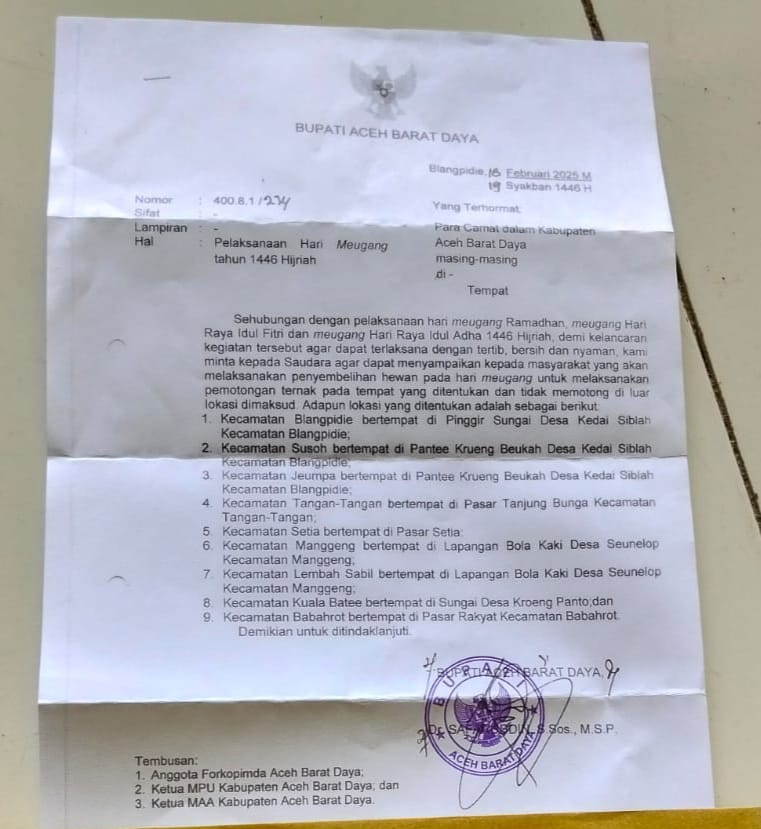 BUPATI ACEH BARAT DAYA
Blangpidie, 18 Februari 2025 M
19 Syakban 1446 H
Nomor : 400.8.1 / 234
Sifat : -
Lampiran : -
Hal : Pelaksanaan Hari Meugang
tahun 1446 Hijriah
Yang Terhormat:
Para Camat dalam Kabupaten
Aceh Barat Daya
masing-masing
di -
Tempat
Sehubungan dengan pelaksanaan hari meugang Ramadhan, meugang Hari
Raya Idul Fitri dan meugang Hari Raya Idul Adha 1446 Hijriah, demi kelancaran
kegiatan tersebut agar dapat terlaksana dengan tertib, bersih dan nyaman, kami
minta kepada Saudara agar dapat menyampaikan kepada masyarakat yang akan
melaksanakan penyembelihan hewan pada hari meugang untuk melaksanakan
pemotongan ternak pada tempat yang ditentukan dan tidak memotong di luar
lokasi dimaksud. Adapun lokasi yang ditentukan adalah sebagai berikut:
1. Kecamatan Blangpidie bertempat di Pinggir Sungai Desa Kedai Siblah
Kecamatan Blangpidie;
2. Kecamatan Susoh bertempat di Pantee Krueng Beukah Desa Kedai Siblah
Kecamatan Blangpidie;
3. Kecamatan Jeumpa bertempat di Pantee Krueng Beukah Desa Kedai Siblah
Kecamatan Blangpidie;
4. Kecamatan Tangan-Tangan bertempat di Pasar Tanjung Bunga Kecamatan
Tangan-Tangan;
5. Kecamatan Setia bertempat di Pasar Setia:
6. Kecamatan Manggeng bertempat di Lapangan Bola Kaki Desa Seunelop
Kecamatan Manggeng;
7. Kecamatan Lembah Sabil bertempat di Lapangan Bola Kaki Desa Seunelop
Kecamatan Manggeng;
8. Kecamatan Kuala Batee bertempat di Sungai Desa Kroeng Panto;dan
9. Kecamatan Babahrot bertempat di Pasar Rakyat Kecamatan Babahrot.
Demikian untuk ditindaklanjuti.
BUPATI ACEH BARAT DAYA,
BUPATI
Dr. SAFARUDDIN, S.Sos., M.S.P.
ACEH BARAT DAYA
Tembusan:
1. Anggota Forkopimda Aceh Barat Daya;
2. Ketua MPU Kabupaten Aceh Barat Daya; dan
3. Ketua MAA Kabupaten Aceh Barat Daya.